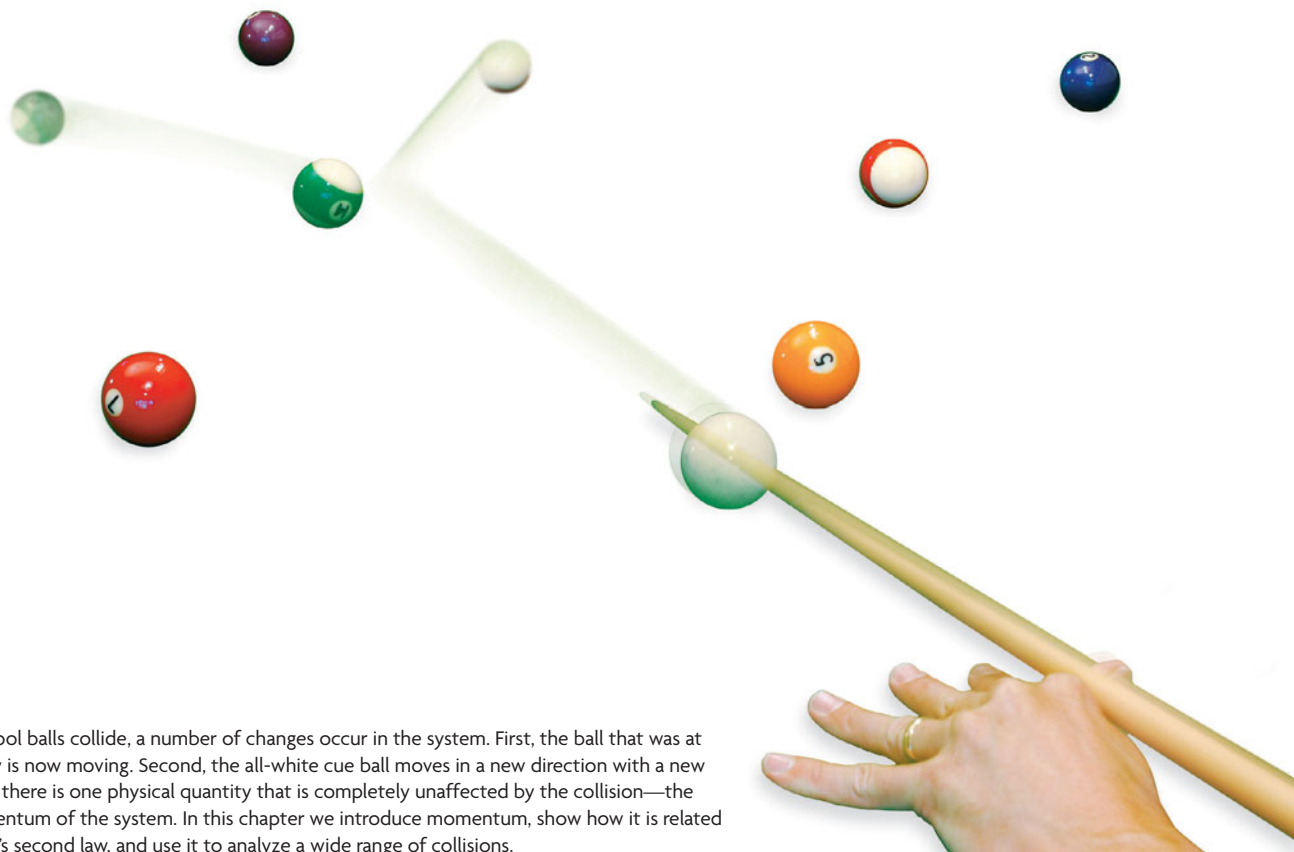 5
ool balls collide, a number of changes occur in the system. First, the ball that was at
y is now moving. Second, the all-white cue ball moves in a new direction with a new
there is one physical quantity that is completely unaffected by the collision—the
entum of the system. In this chapter we introduce momentum, show how it is related
's second law, and use it to analyze a wide range of collisions.